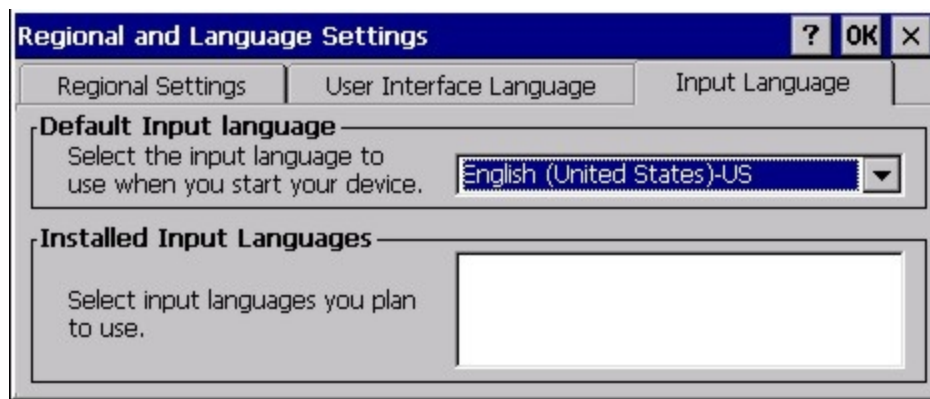 Regional and Language Settings ? OK ×
Regional Settings User Interface Language Input Language
Default Input language
Select the input language to
use when you start your device.
English (United States)-US
Installed Input Languages
Select input languages you plan
to use.